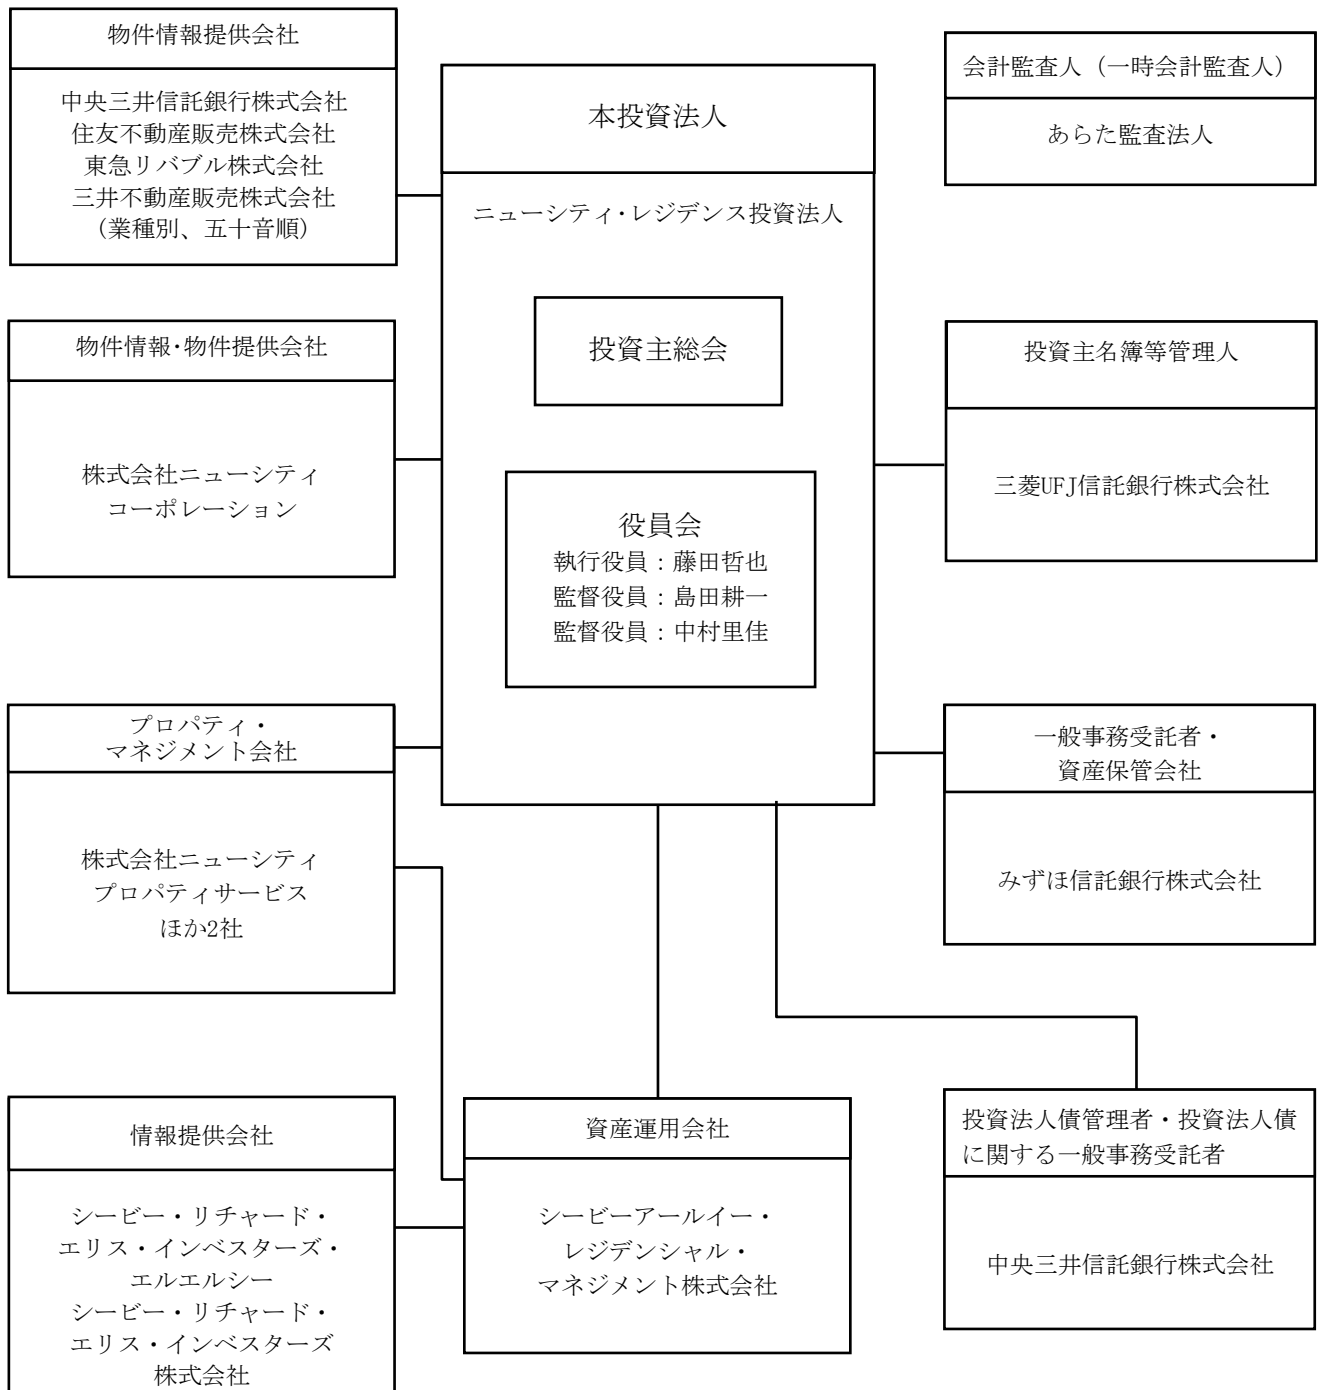 物件情報提供会社
中央三井信託銀行株式会社
住友不動産販売株式会社
東急リバブル株式会社
三井不動産販売株式会社
(業種別、五十音順)
物件情報・物件提供会社
株式会社ニューシティ
コーポレーション
プロパティ・
マネジメント会社
株式会社ニューシティ
プロパティサービス
ほか2社
情報提供会社
シービー・リチャード・
エリス・インベスターズ・
エルエルシー
シービー・リチャード・
エリス・インベスターズ
株式会社
本投資法人
ニューシティ・レジデンス投資法人
投資主総会
役員会
執行役員：藤田哲也
監督役員：島田耕一
監督役員：中村里佳
資産運用会社
シービーアールイー・
レジデンシャル・
マネジメント株式会社
会計監査人（一時会計監査人）
あらた監査法人
投資主名簿等管理人
三菱UFJ信託銀行株式会社
一般事務受託者・
資産保管会社
みずほ信託銀行株式会社
投資法人債管理者・投資法人債
に関する一般事務受託者
中央三井信託銀行株式会社